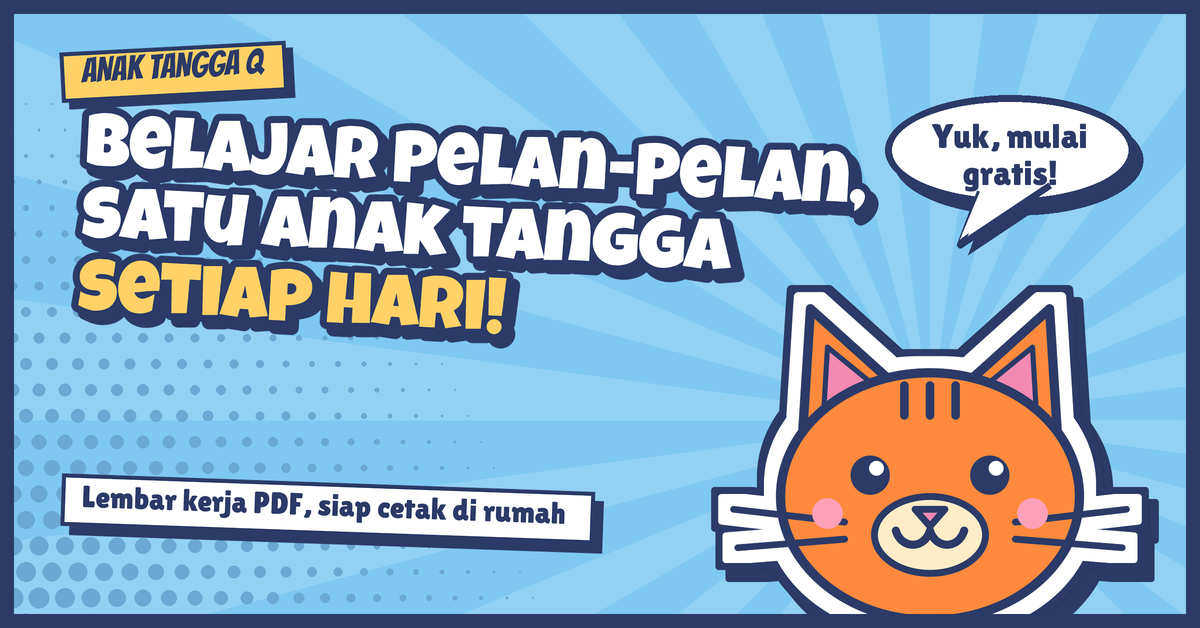 ANAK TANGGA Q
BELAJAR PELAN-PELAN,
SATU ANAK TANGGA
SETIAP HARI!
Yuk, mulai
gratis!
Lembar kerja PDF, siap cetak di rumah